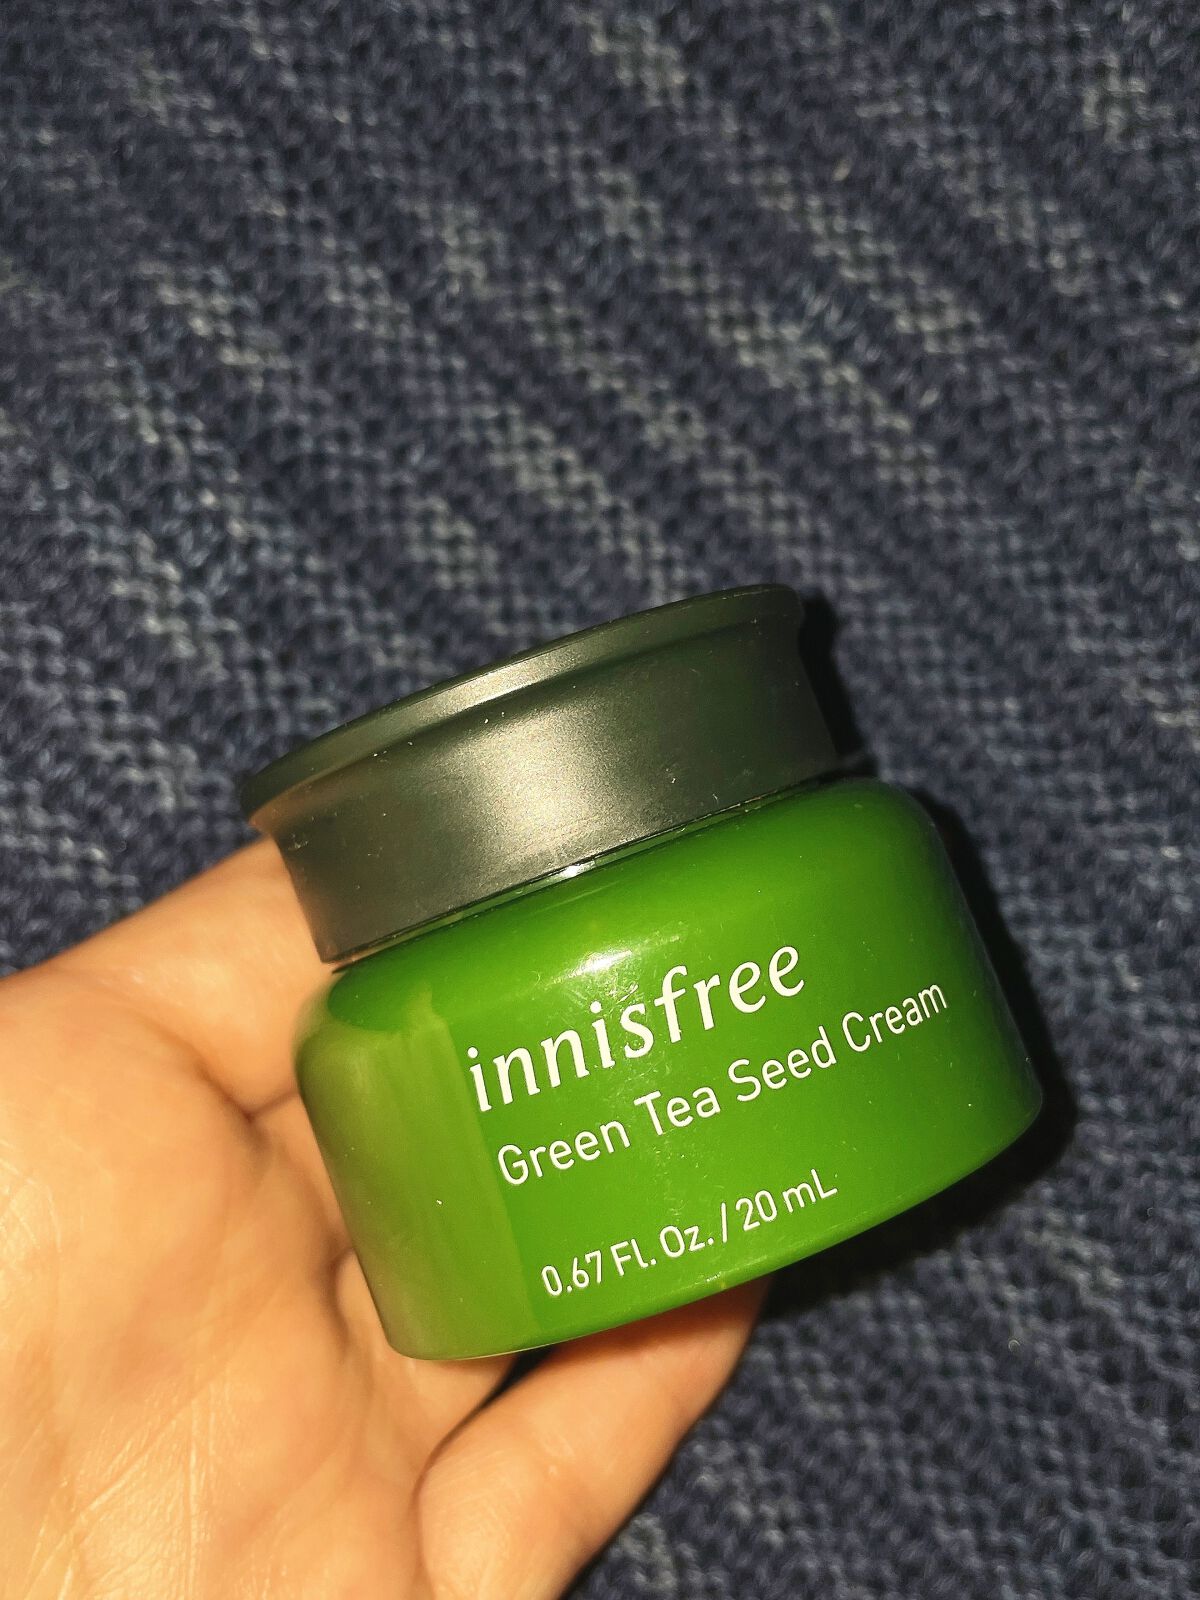 innisfree
Green Tea Seed Cream
0.67 Fl. Oz. / 20 mL